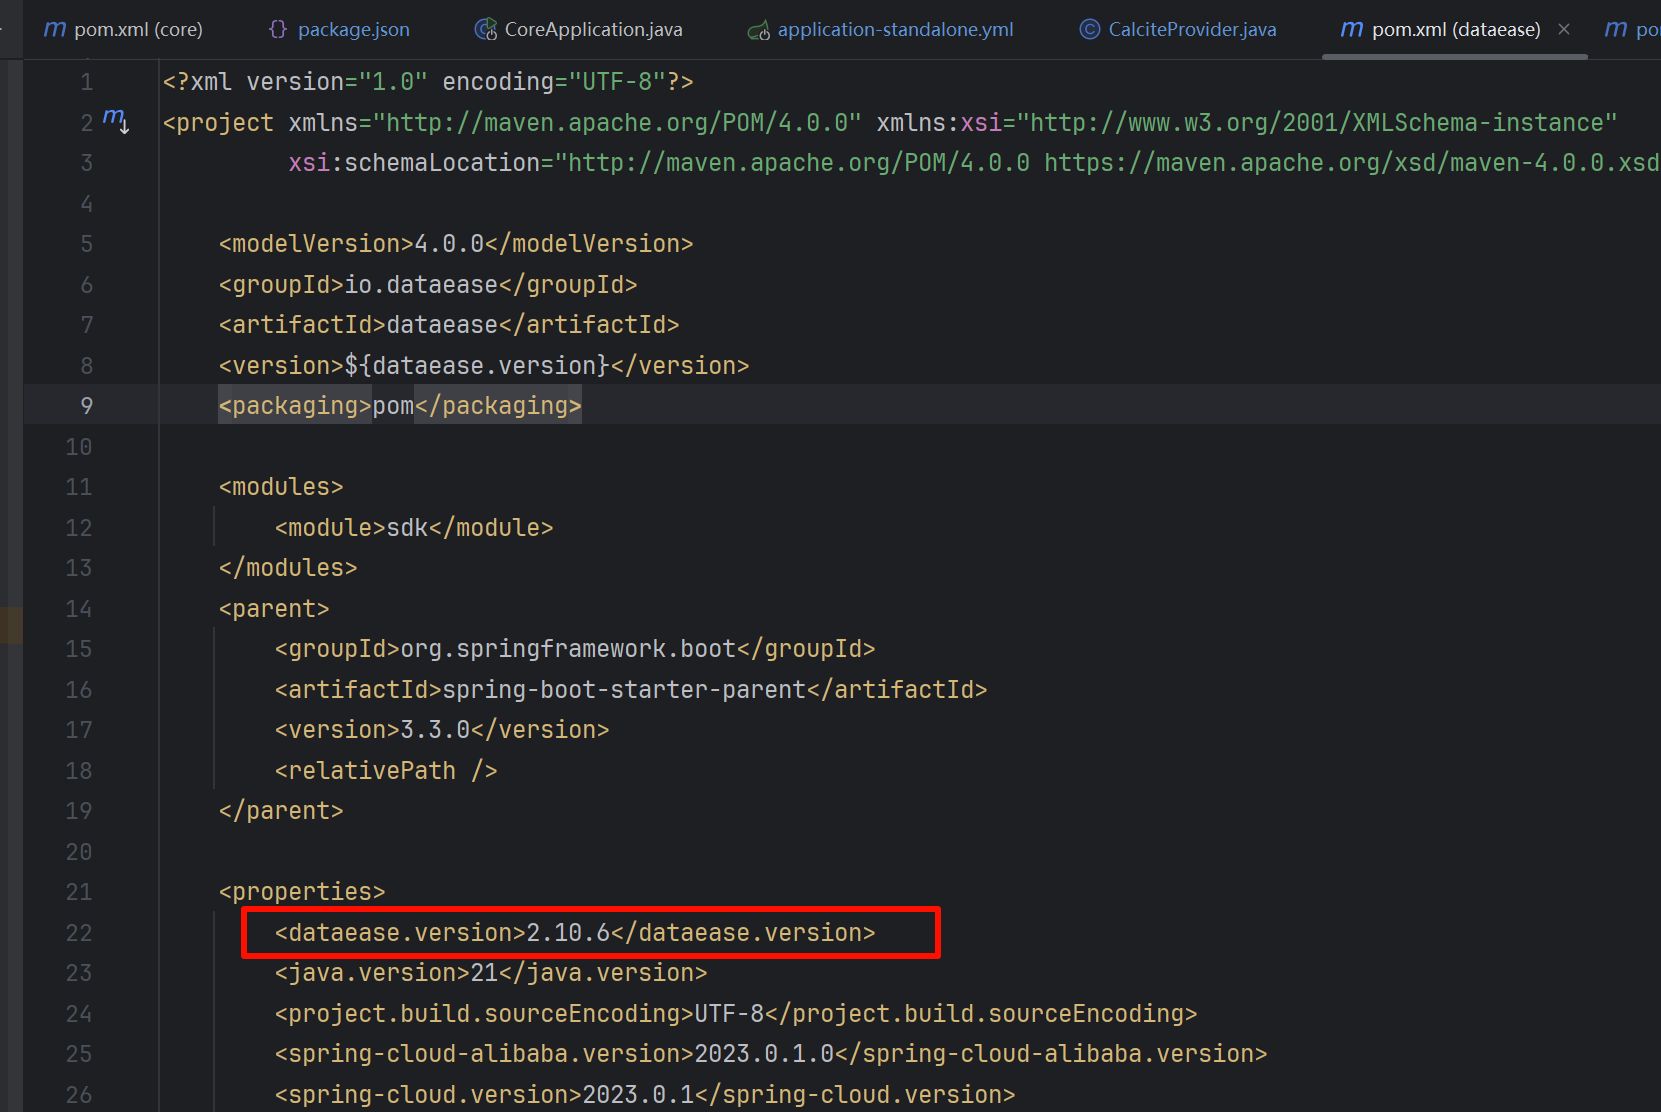 pom.xml (core) package.json CoreApplication.java application-standalone.yml CalciteProvider.java pom.xml (dataease)
1 <?xml version="1.0" encoding="UTF-8"?>
2 <project xmlns="http://maven.apache.org/POM/4.0.0" xmlns:xsi="http://www.w3.org/2001/XMLSchema-instance"
3 xsi:schemaLocation="http://maven.apache.org/POM/4.0.0 https://maven.apache.org/xsd/maven-4.0.0.xsd
4
5 <modelVersion>4.0.0</modelVersion>
6 <groupId>io.dataease</groupId>
7 <artifactId>dataease</artifactId>
8 <version>${dataease.version}</version>
9 <packaging>pom</packaging>
10
11 <modules>
12 <module>sdk</module>
13 </modules>
14 <parent>
15 <groupId>org.springframework.boot</groupId>
16 <artifactId>spring-boot-starter-parent</artifactId>
17 <version>3.3.0</version>
18 <relativePath />
19 </parent>
20
21 <properties>
22 <dataease.version>2.10.6</dataease.version>
23 <java.version>21</java.version>
24 <project.build.sourceEncoding>UTF-8</project.build.sourceEncoding>
25 <spring-cloud-alibaba.version>2023.0.1.0</spring-cloud-alibaba.version>
26 <spring-cloud.version>2023.0.1</spring-cloud.version>